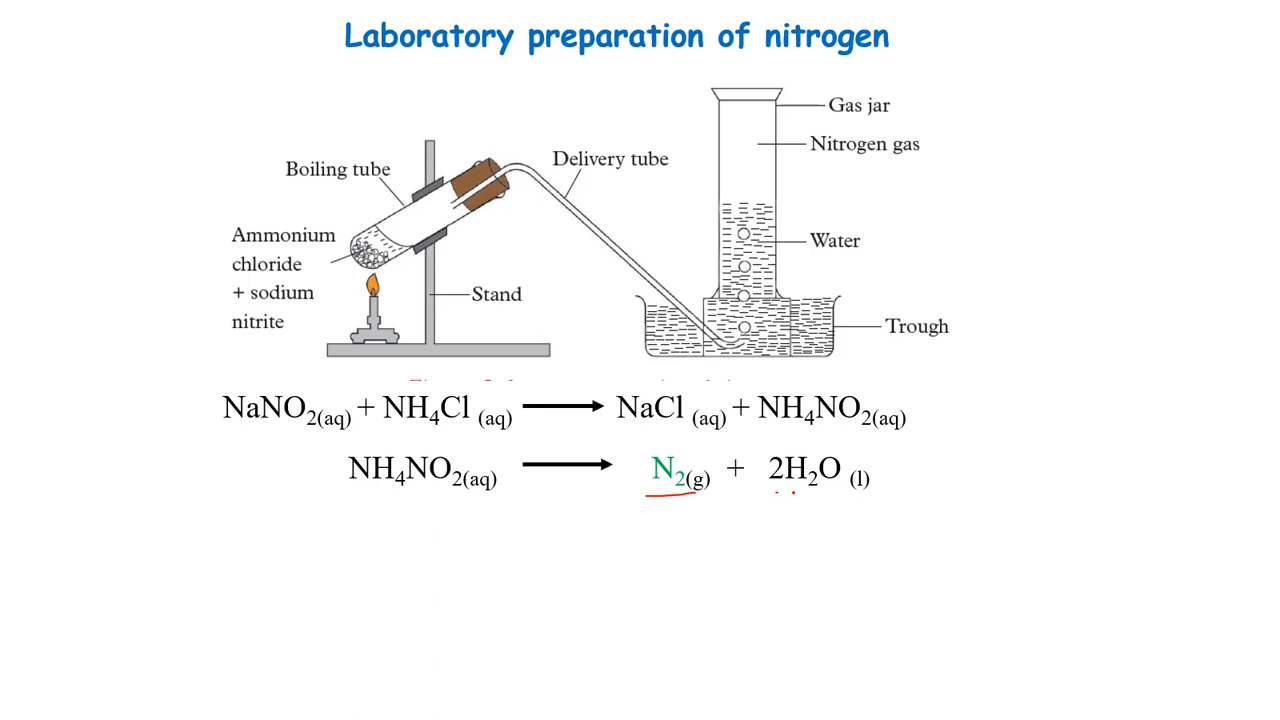 Laboratory preparation of nitrogen
Gas jar
Nitrogen gas
Delivery tube
Boiling tube
Ammonium
chloride
+ sodium
nitrite
Water
Stand
Trough
NaNO2(aq) + NH4Cl (aq) ⟶ NaCl (aq) + NH4NO2(aq)
NH4NO2(aq) ⟶ N2(g) + 2H2O (l)